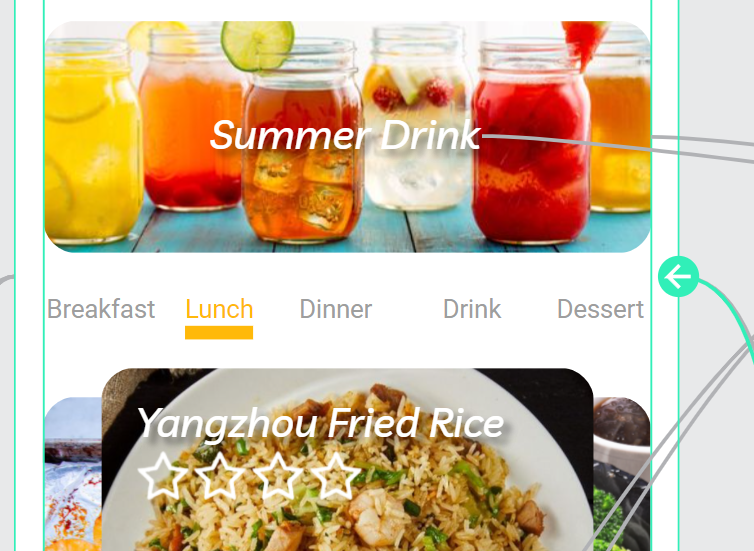 Summer Drink
Breakfast Lunch Dinner Drink Dessert
Yangzhou Fried Rice